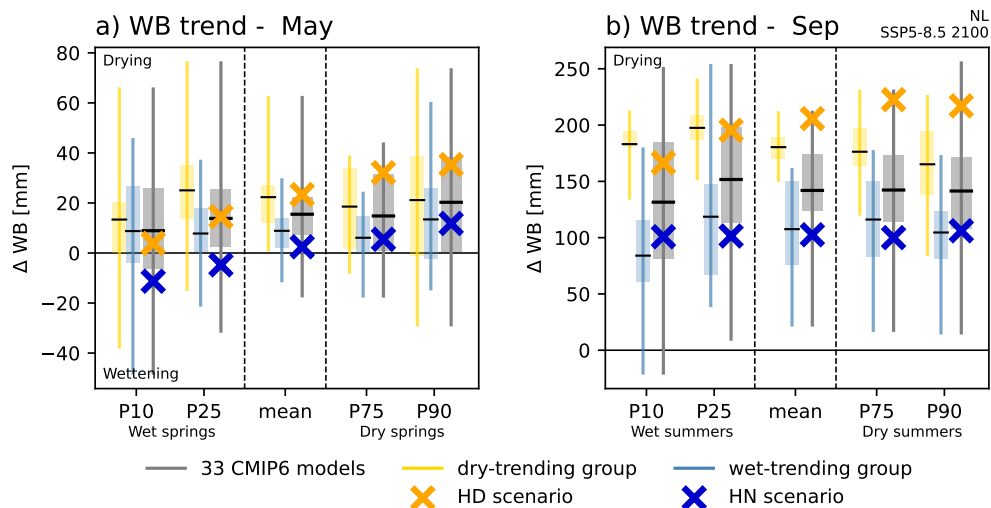 a) WB trend - May
b) WB trend - Sep
NL
SSP5-8.5 2100
Drying
Wettening
Δ WB [mm]
80
60
40
20
0
−20
−40
P10
P25
mean
P75
P90
Wet springs
Dry springs
Drying
Δ WB [mm]
250
200
150
100
50
0
P10
P25
mean
P75
P90
Wet summers
Dry summers
33 CMIP6 models
dry-trending group
wet-trending group
HD scenario
HN scenario